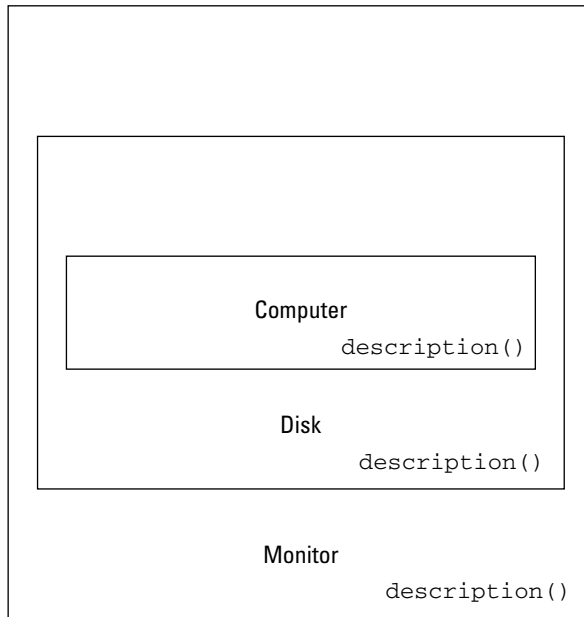 Computer
description()
Disk
description()
Monitor
description()